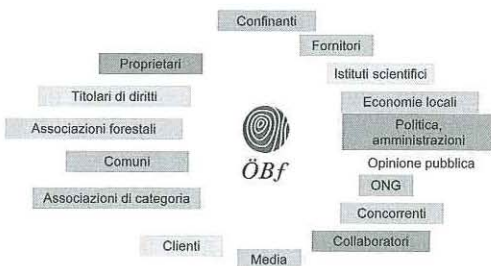 Confinanti
Fornitori
Proprietari
Istituti scientifici
Titolari di diritti
Economie locali
Associazioni forestali
Politica,
amministrazioni
Comuni
Opinione pubblica
ÖBf
ONG
Associazioni di categoria
Concorrenti
Collaboratori
Clienti
Media